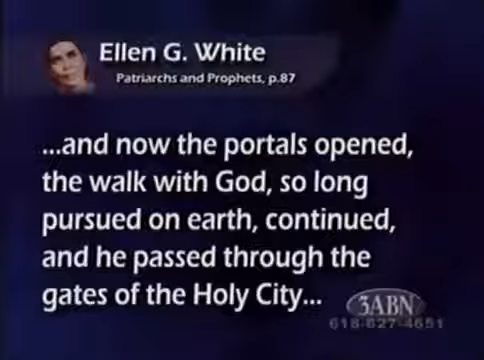 Ellen G. White
Patriarchs and Prophets, p.87
...and now the portals opened,
the walk with God, so long
pursued on earth, continued,
and he passed through the
gates of the Holy City...
3ABN
618-627-4651